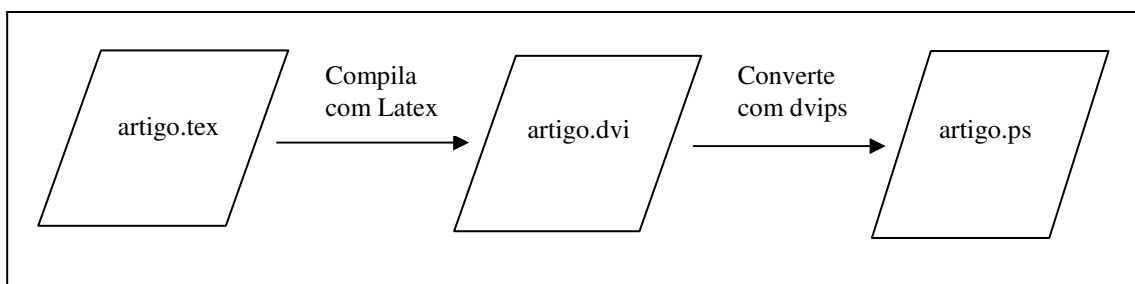 artigo.tex
Compila
com Latex
artigo.dvi
Converte
com dvips
artigo.ps